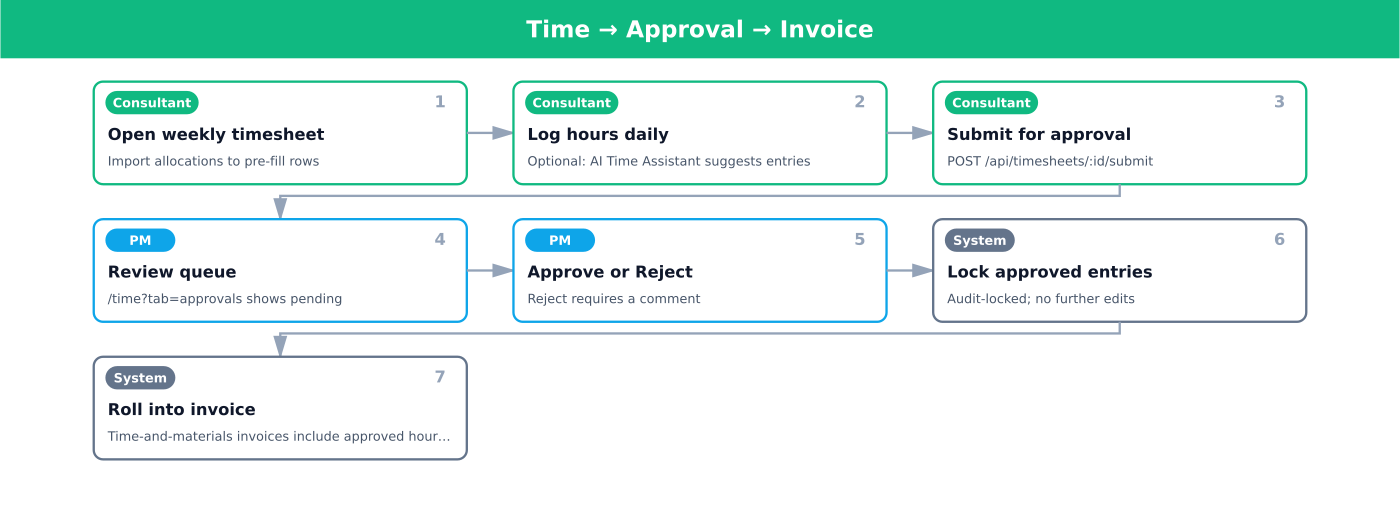 Time → Approval → Invoice
Consultant
1
Open weekly timesheet
Import allocations to pre-fill rows
Consultant
2
Log hours daily
Optional: AI Time Assistant suggests entries
Consultant
3
Submit for approval
POST /api/timesheets/:id/submit
PM
4
Review queue
/time?tab=approvals shows pending
PM
5
Approve or Reject
Reject requires a comment
System
6
Lock approved entries
Audit-locked; no further edits
System
7
Roll into invoice
Time-and-materials invoices include approved hour…